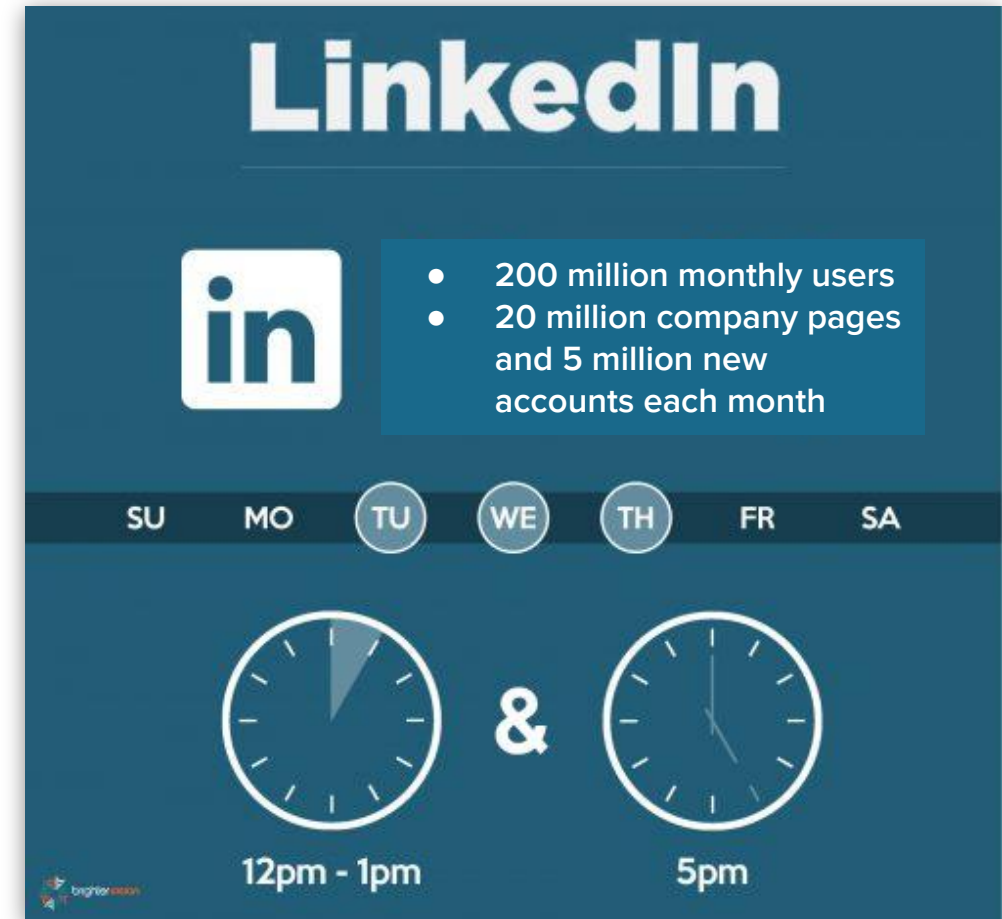 LinkedIn
in
● 200 million monthly users
● 20 million company pages
and 5 million new
accounts each month
SU MO TU WE TH FR SA
&
12pm - 1pm 5pm
brightervision